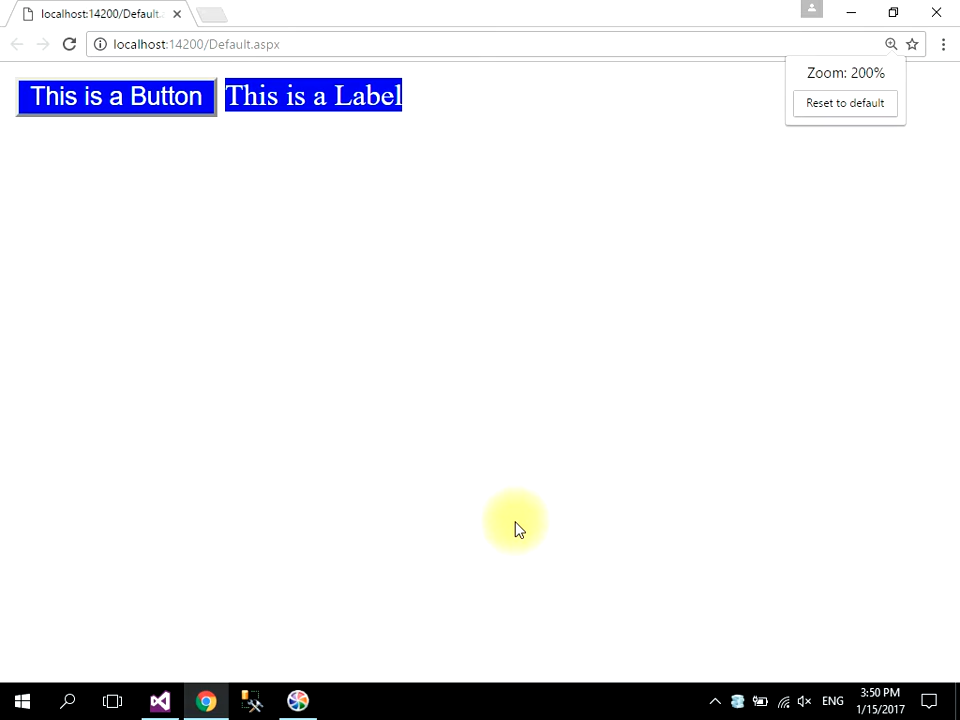 localhost:14200/Default.
localhost:14200/Default.aspx
Zoom: 200%
Reset to default
This is a Button
This is a Label
ENG
3:50 PM
1/15/2017